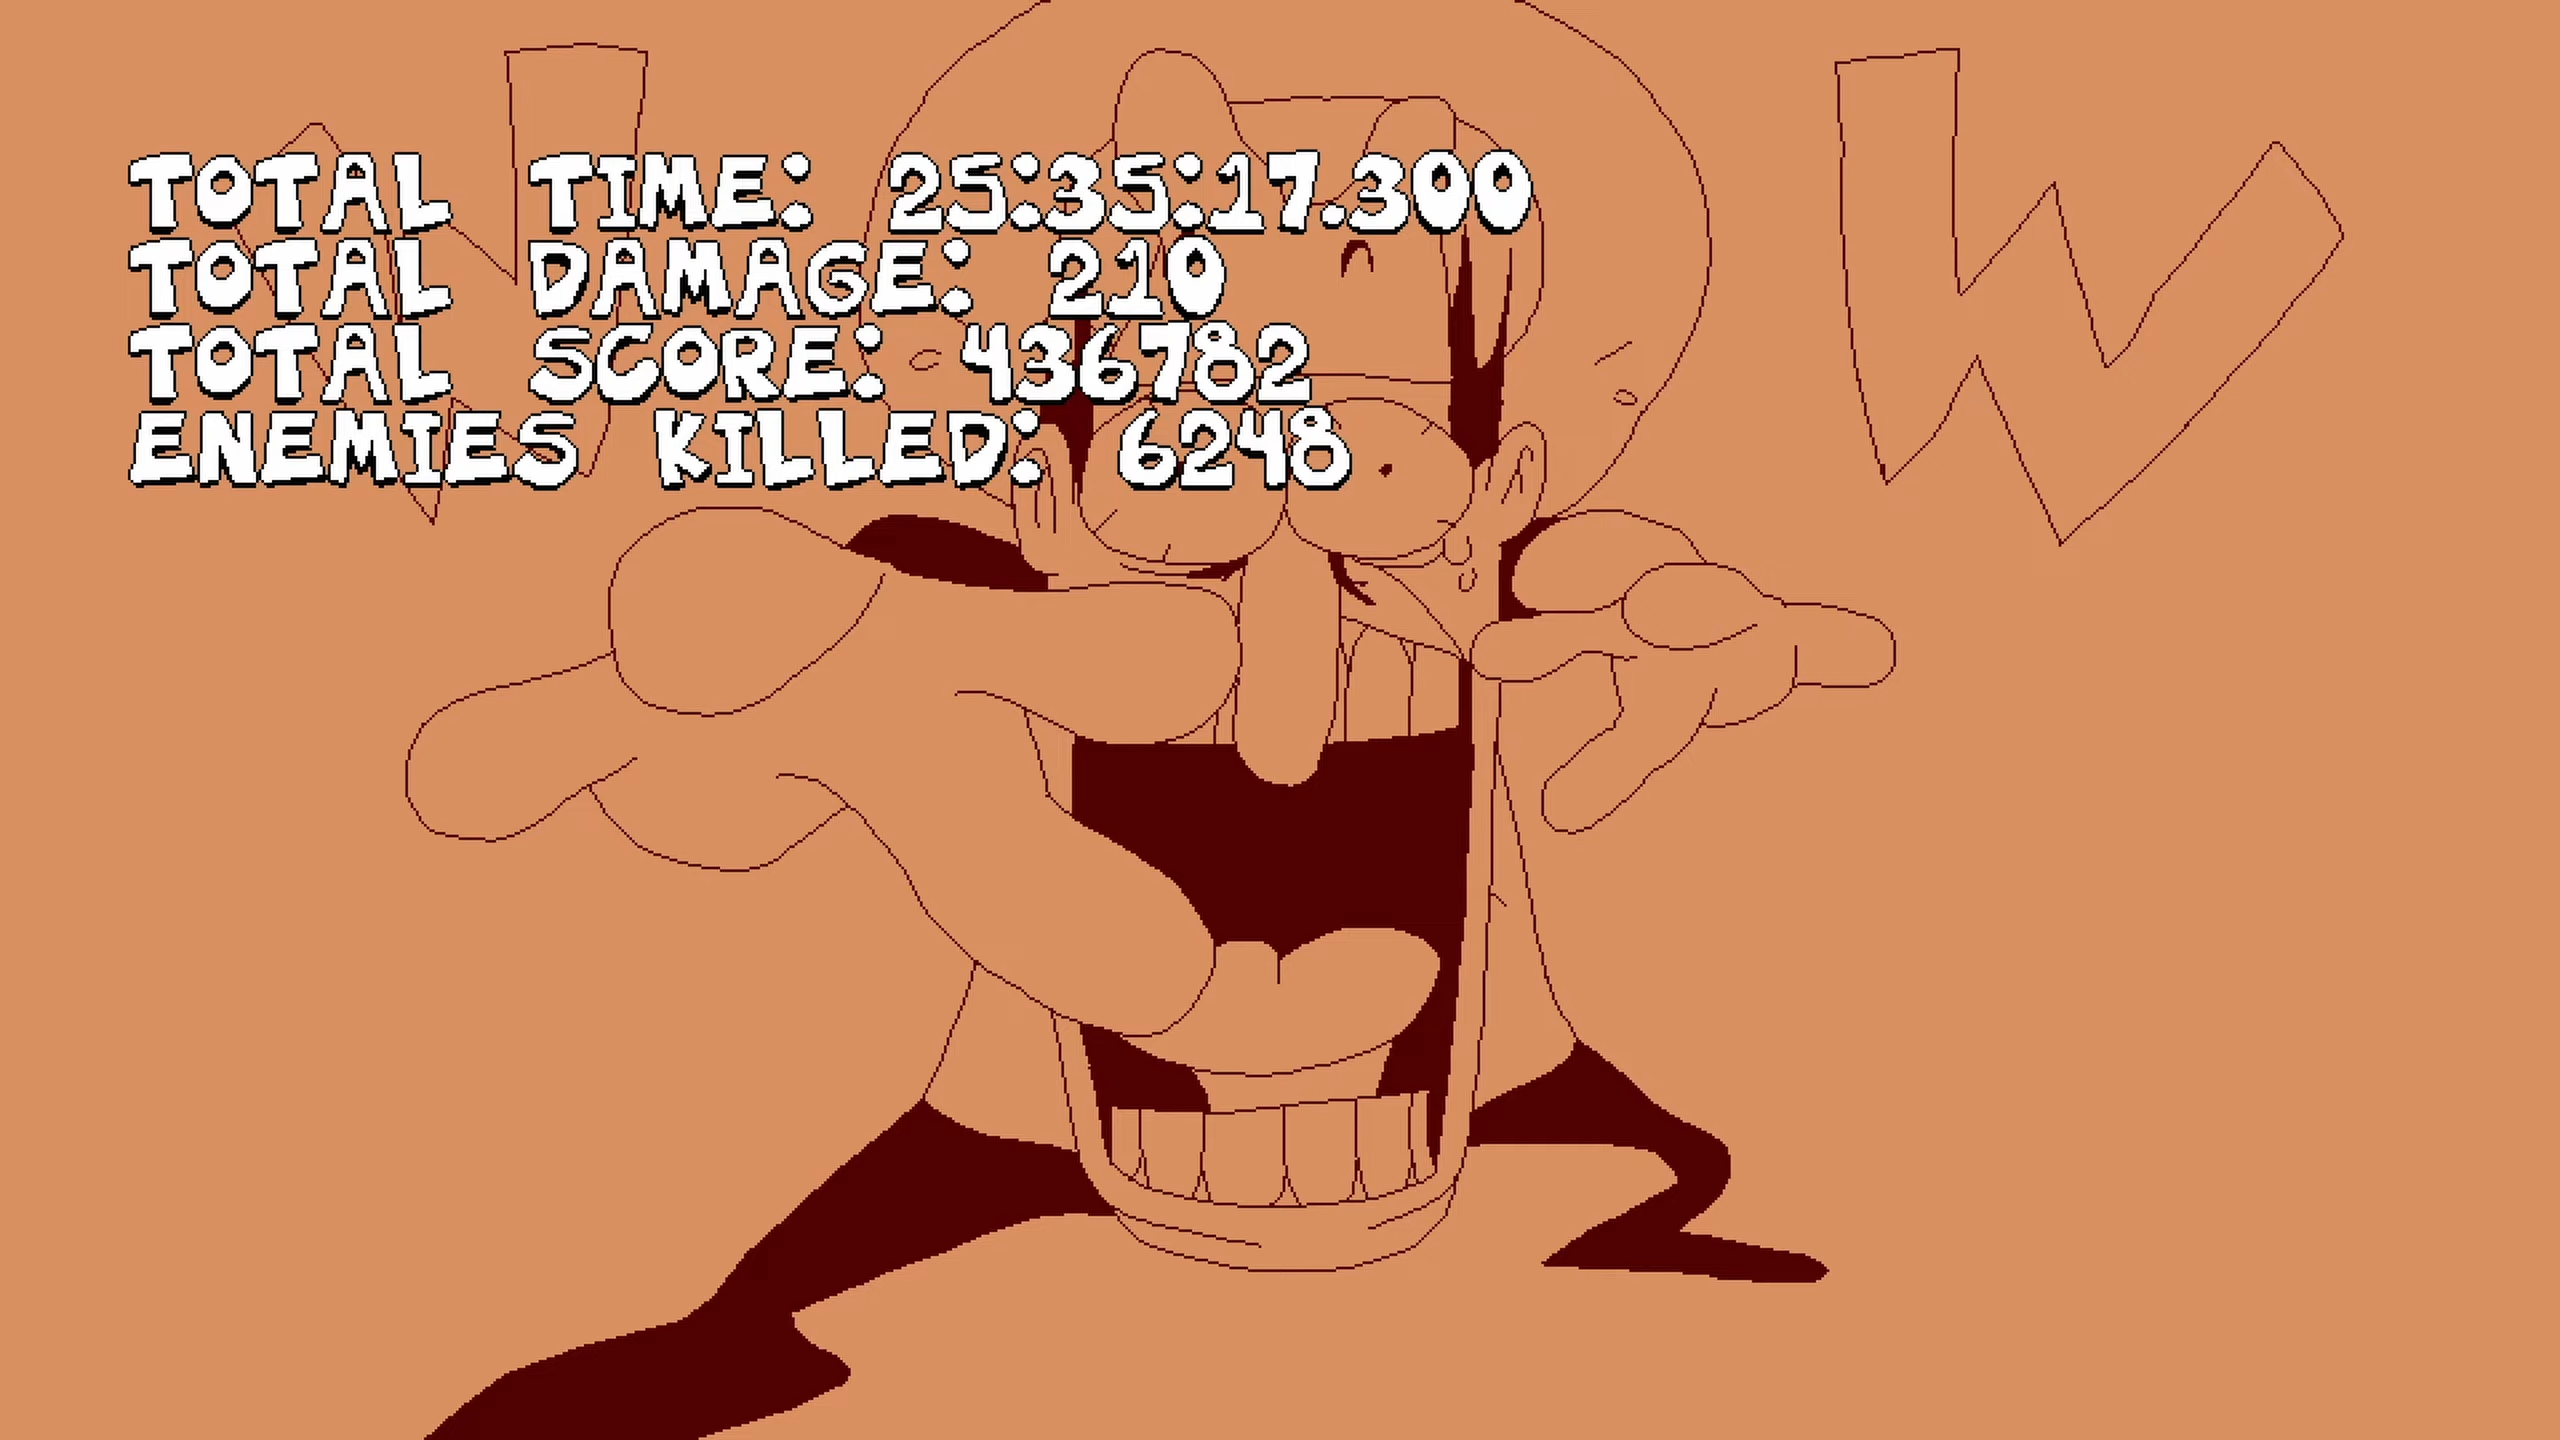 TOTAL TIME: 25:35:17.300
TOTAL DAMAGE: 210
TOTAL SCORE: 436782
ENEMIES KILLED: 6248